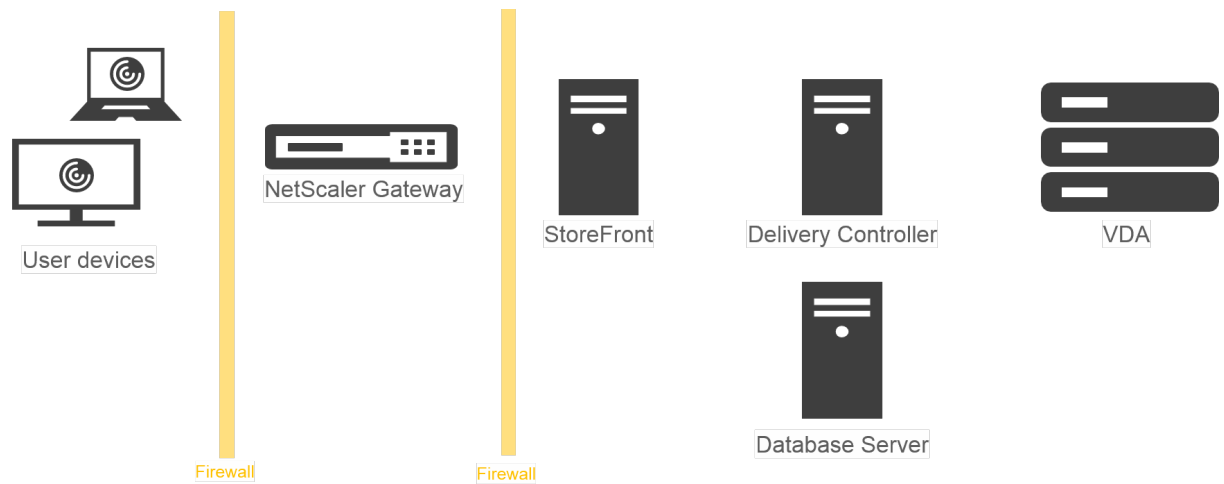 NetScaler Gateway
StoreFront
Delivery Controller
VDA
User devices
Database Server
Firewall
Firewall